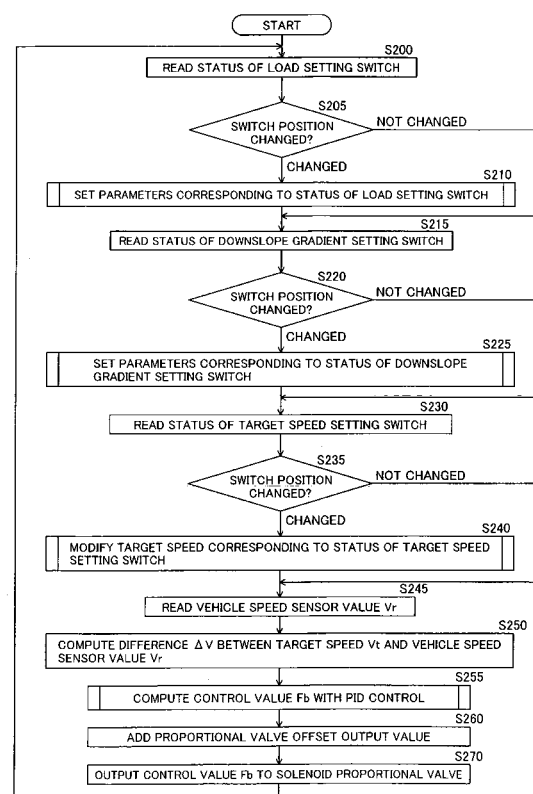 START
S200
READ STATUS OF LOAD SETTING SWITCH
S205
SWITCH POSITION
CHANGED?
NOT CHANGED
CHANGED
S210
SET PARAMETERS CORRESPONDING TO STATUS OF LOAD SETTING SWITCH
S215
READ STATUS OF DOWNSLOPE GRADIENT SETTING SWITCH
S220
SWITCH POSITION
CHANGED?
NOT CHANGED
CHANGED
S225
SET PARAMETERS CORRESPONDING TO STATUS OF DOWNSLOPE
GRADIENT SETTING SWITCH
S230
READ STATUS OF TARGET SPEED SETTING SWITCH
S235
SWITCH POSITION
CHANGED?
NOT CHANGED
CHANGED
S240
MODIFY TARGET SPEED CORRESPONDING TO STATUS OF TARGET SPEED
SETTING SWITCH
S245
READ VEHICLE SPEED SENSOR VALUE Vr
S250
COMPUTE DIFFERENCE ΔV BETWEEN TARGET SPEED Vt AND VEHICLE SPEED
SENSOR VALUE Vr
S255
COMPUTE CONTROL VALUE Fb WITH PID CONTROL
S260
ADD PROPORTIONAL VALVE OFFSET OUTPUT VALUE
S270
OUTPUT CONTROL VALUE Fb TO SOLENOID PROPORTIONAL VALVE